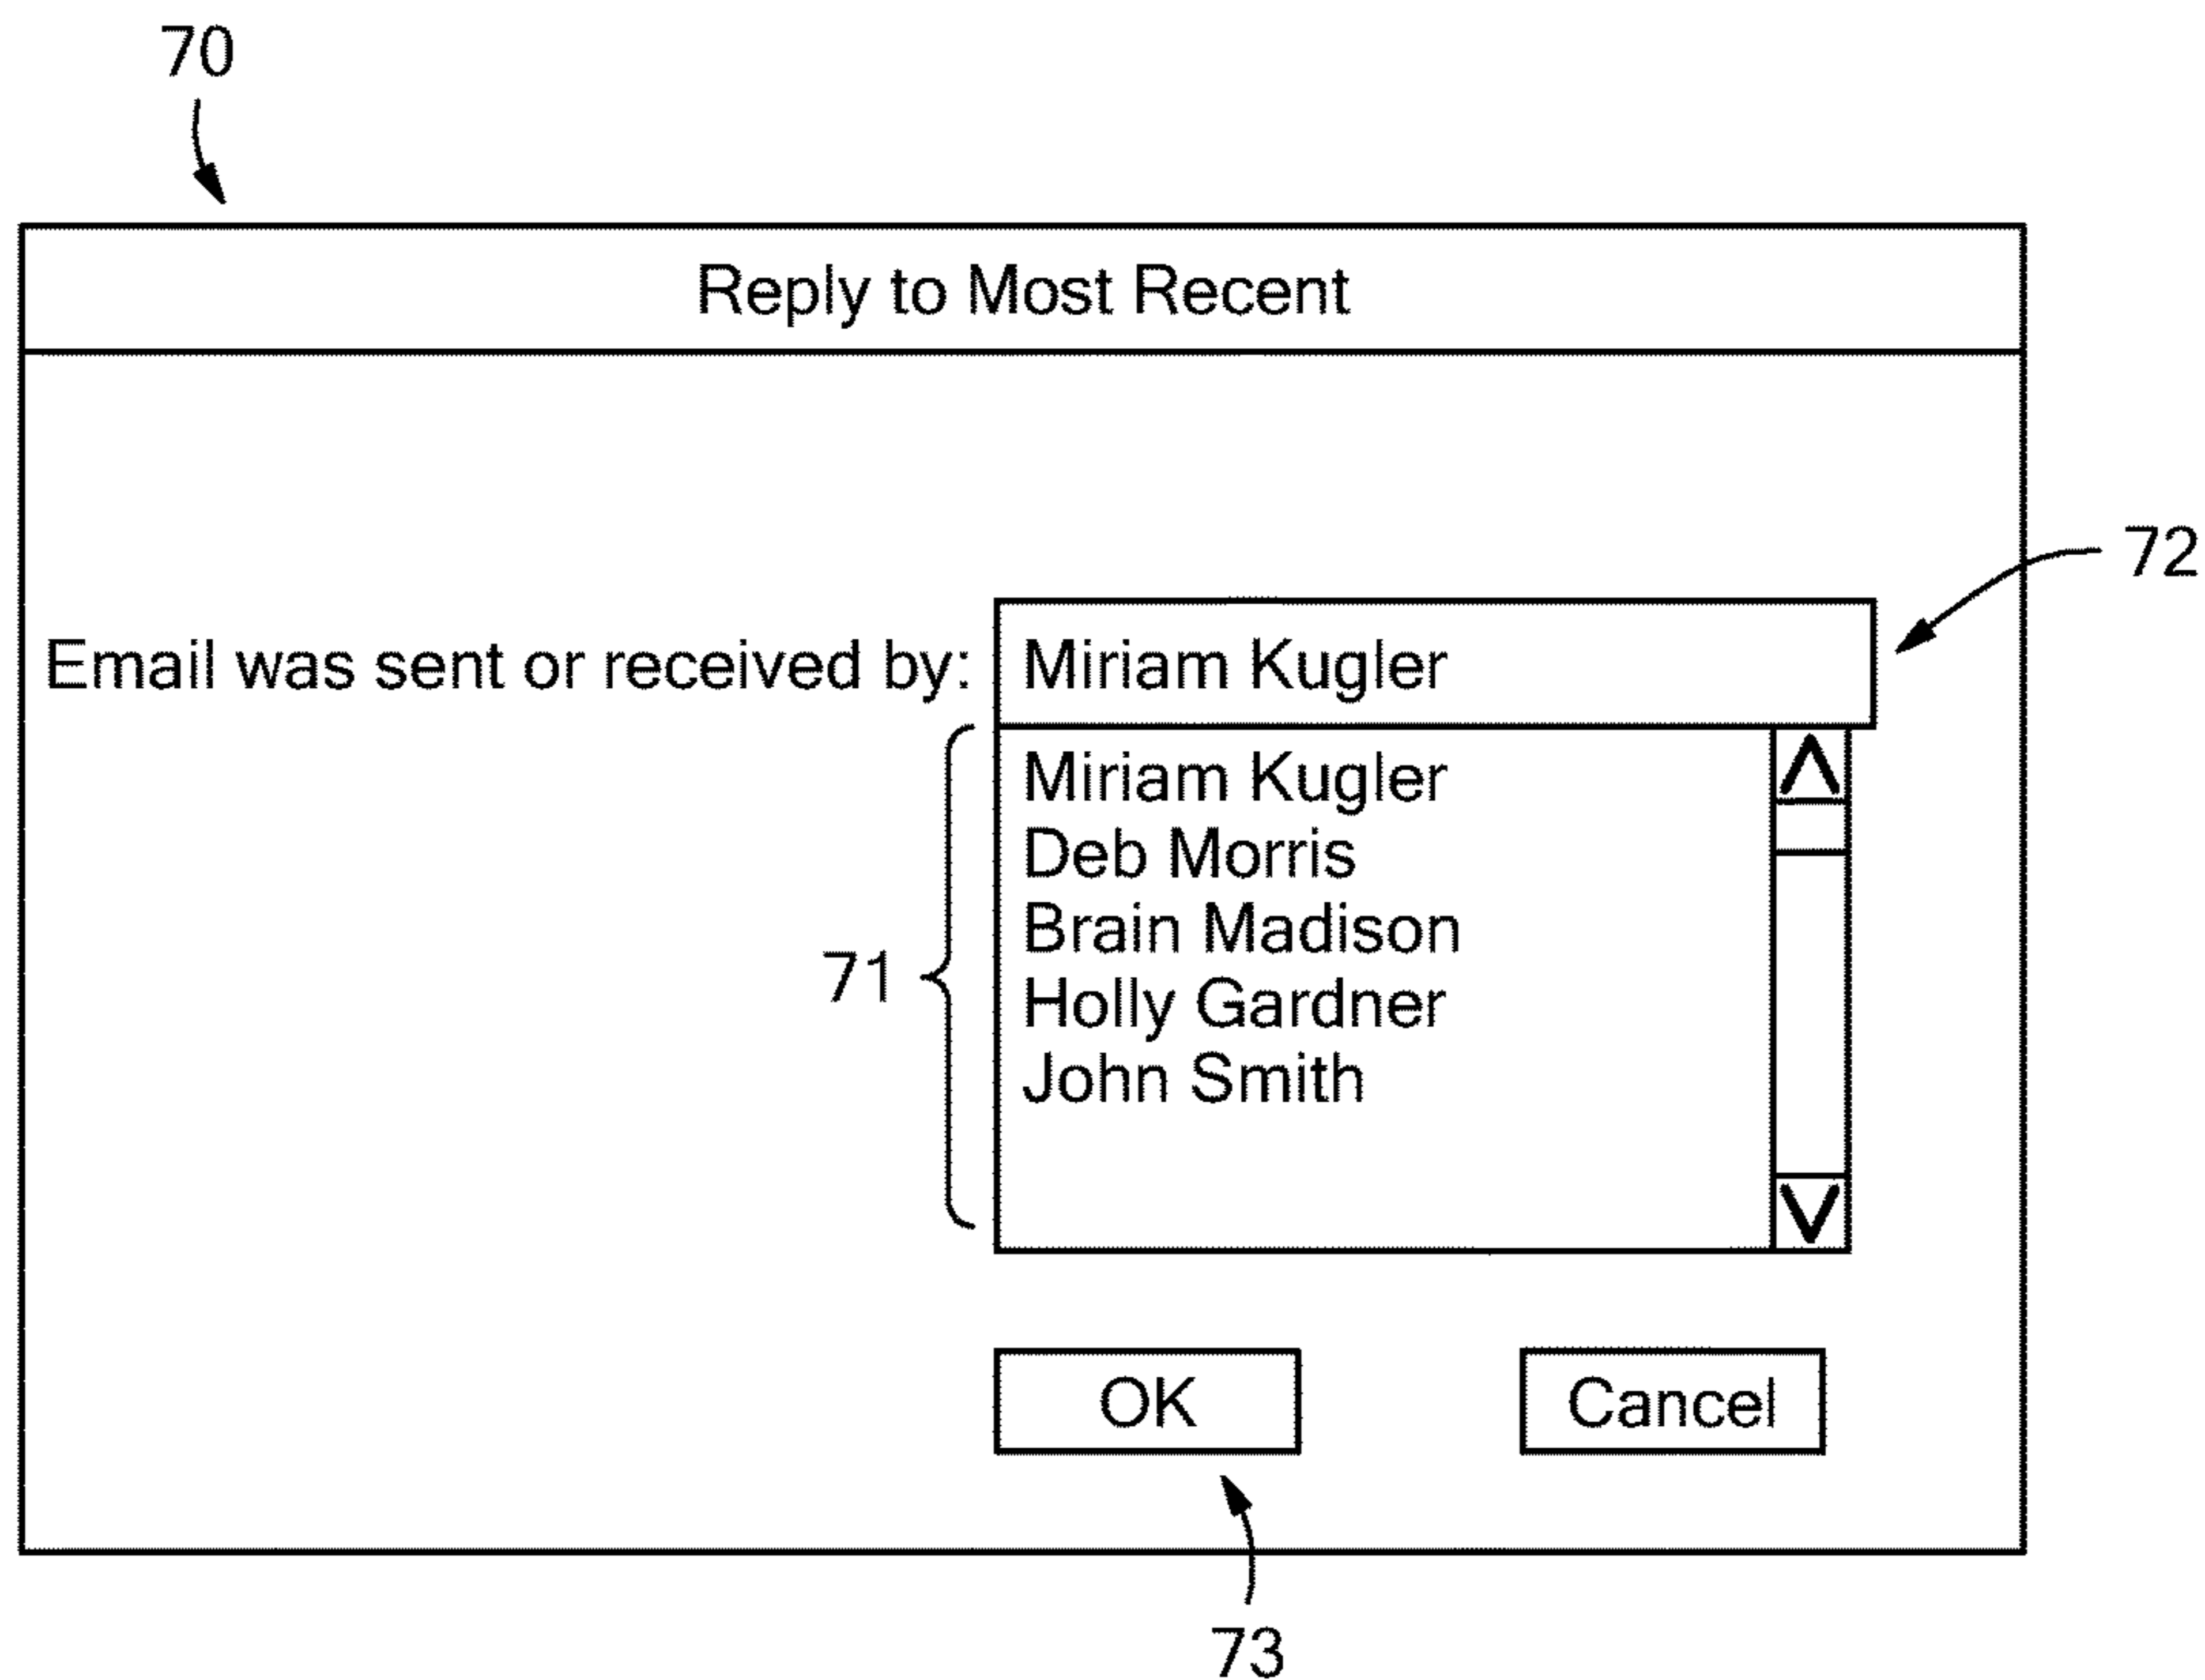 70
Reply to Most Recent
72
Email was sent or received by: Miriam Kugler
Miriam Kugler
Deb Morris
Brain Madison
71
Holly Gardner
John Smith
OK Cancel
73